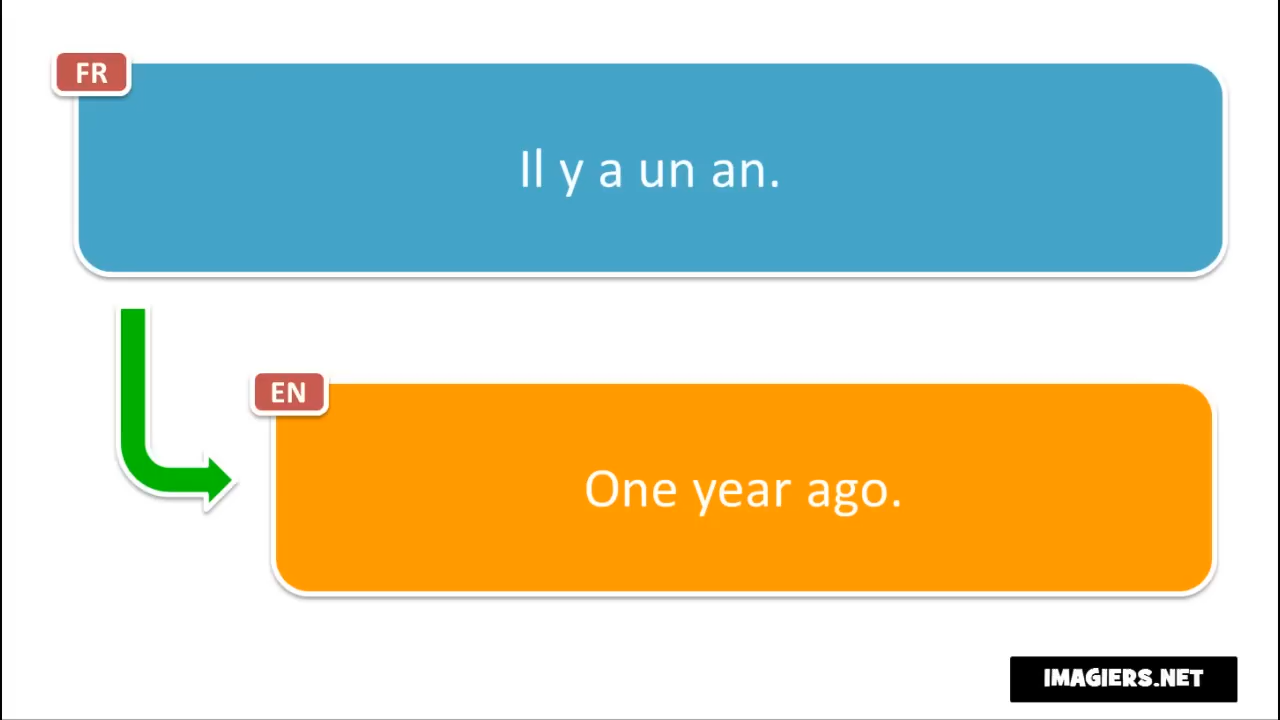 FR
Il y a un an.
EN
One year ago.
IMAGIERS.NET